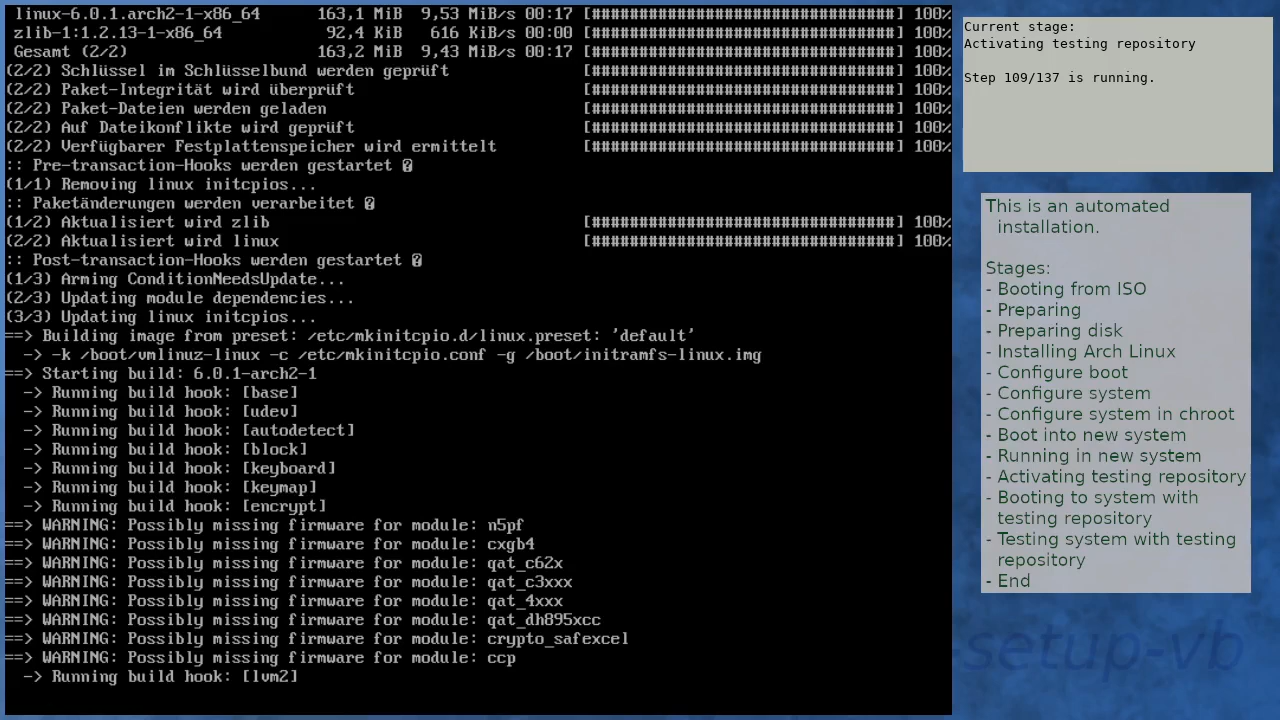 linux-6.0.1.arch2-1-x86_64 163,1 MiB 9,53 MiB/s 00:17 [################################] 100%
zlib-1:1.2.13-1-x86_64 92,4 KiB 616 KiB/s 00:00 [################################] 100%
Gesamt (2/2) 163,2 MiB 9,43 MiB/s 00:17 [################################] 100%
(2/2) Schlüssel im Schlüsselbund werden geprüft [################################] 100%
(2/2) Paket-Integrität wird überprüft [################################] 100%
(2/2) Paket-Dateien werden geladen [################################] 100%
(2/2) Auf Dateikonflikte wird geprüft [################################] 100%
(2/2) Verfügbarer Festplattenspeicher wird ermittelt [################################] 100%
:: Pre-transaction-Hooks werden gestartet �
(1/1) Removing linux initcpios...
:: Paketänderungen werden verarbeitet �
(1/2) Aktualisiert wird zlib [################################] 100%
(2/2) Aktualisiert wird linux [################################] 100%
:: Post-transaction-Hooks werden gestartet �
(1/3) Arming ConditionNeedsUpdate...
(2/3) Updating module dependencies...
(3/3) Updating linux initcpios...
==> Building image from preset: /etc/mkinitcpio.d/linux.preset: 'default'
-> -k /boot/vmlinuz-linux -c /etc/mkinitcpio.conf -g /boot/initramfs-linux.img
==> Starting build: 6.0.1-arch2-1
-> Running build hook: [base]
-> Running build hook: [udev]
-> Running build hook: [autodetect]
-> Running build hook: [block]
-> Running build hook: [keyboard]
-> Running build hook: [keymap]
-> Running build hook: [encrypt]
==> WARNING: Possibly missing firmware for module: n5pf
==> WARNING: Possibly missing firmware for module: cxgb4
==> WARNING: Possibly missing firmware for module: qat_c62x
==> WARNING: Possibly missing firmware for module: qat_c3xxx
==> WARNING: Possibly missing firmware for module: qat_4xxx
==> WARNING: Possibly missing firmware for module: qat_dh895xcc
==> WARNING: Possibly missing firmware for module: crypto_safexcel
==> WARNING: Possibly missing firmware for module: ccp
-> Running build hook: [lvm2]
Current stage:
Activating testing repository
Step 109/137 is running.
This is an automated
installation.
Stages:
- Booting from ISO
- Preparing
- Preparing disk
- Installing Arch Linux
- Configure boot
- Configure system
- Configure system in chroot
- Boot into new system
- Running in new system
- Activating testing repository
- Booting to system with
testing repository
- Testing system with testing
repository
- End
-setup-vb